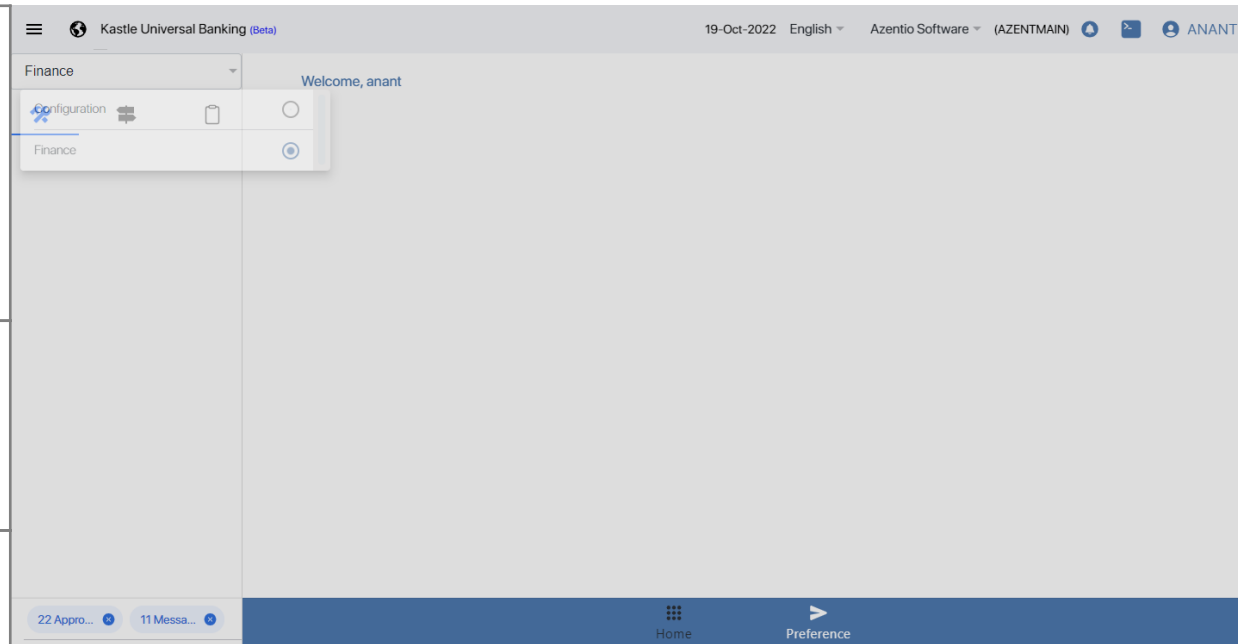 Kastle Universal Banking (Beta) 19-Oct-2022 English Azentio Software (AZENTMAIN) ANANT
Finance
Welcome, anant
Configuration
Finance
22 Appro... 11 Messa...
Home Preference